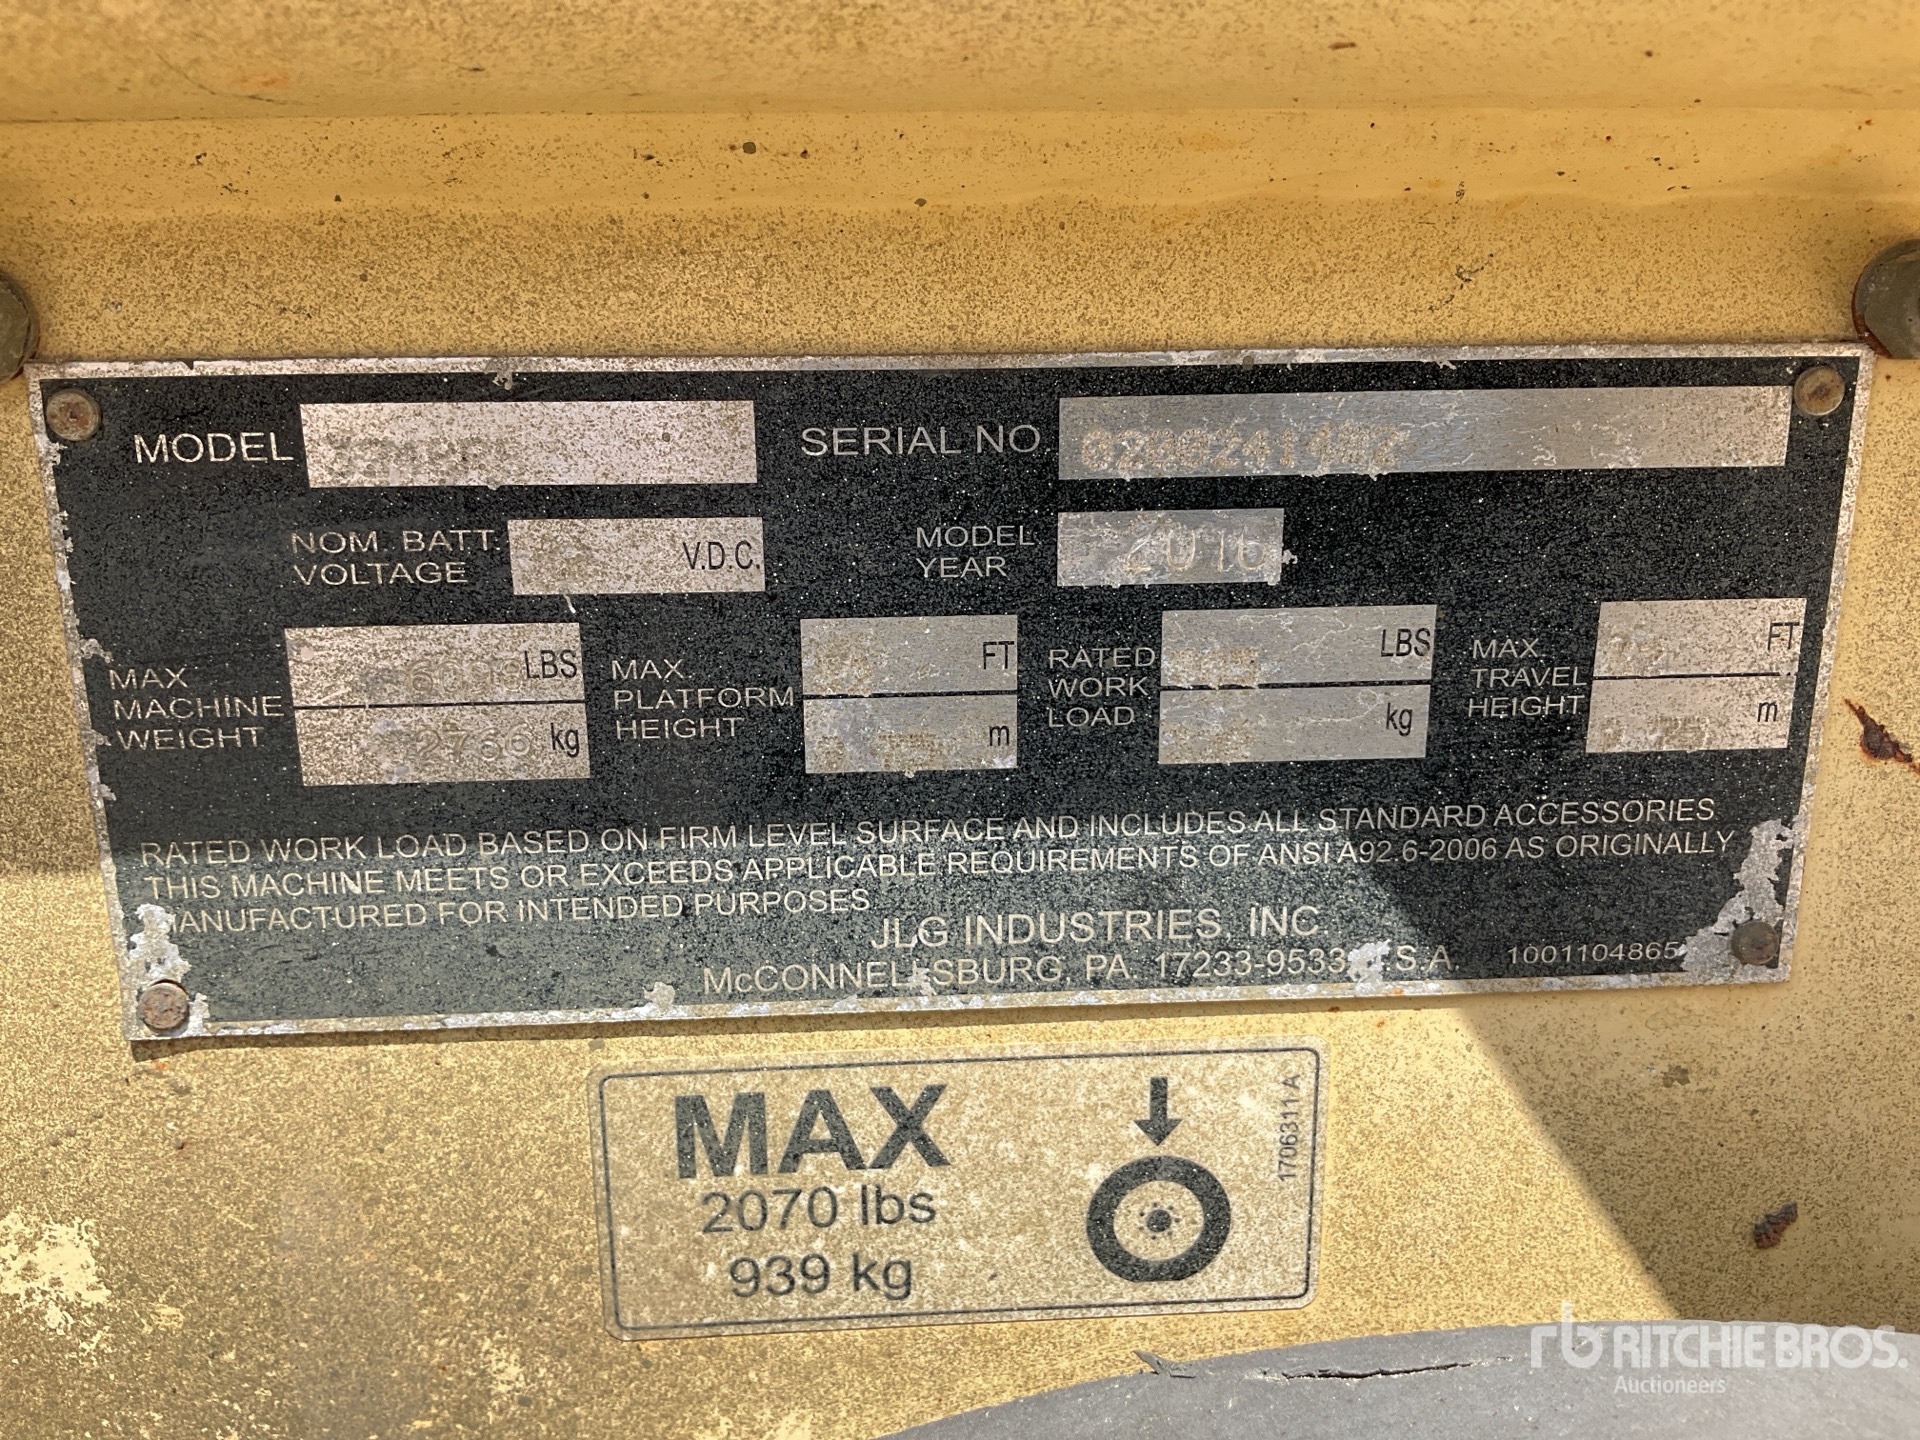 MODEL
SERIAL NO.
NOM. BATT. VOLTAGE V.D.C.
MODEL YEAR 2016
MAX MACHINE WEIGHT LBS
2766 kg
MAX. PLATFORM HEIGHT FT
m
RATED WORK LOAD LBS
kg
MAX. TRAVEL HEIGHT FT
m
RATED WORK LOAD BASED ON FIRM LEVEL SURFACE AND INCLUDES ALL STANDARD ACCESSORIES
THIS MACHINE MEETS OR EXCEEDS APPLICABLE REQUIREMENTS OF ANSI A92.6-2006 AS ORIGINALLY
MANUFACTURED FOR INTENDED PURPOSES
JLG INDUSTRIES, INC
McCONNELLSBURG, PA. 17233-9533 U.S.A.
1001104865
MAX
2070 lbs
939 kg
1706311 A
rb RITCHIE BROS.
Auctioneers